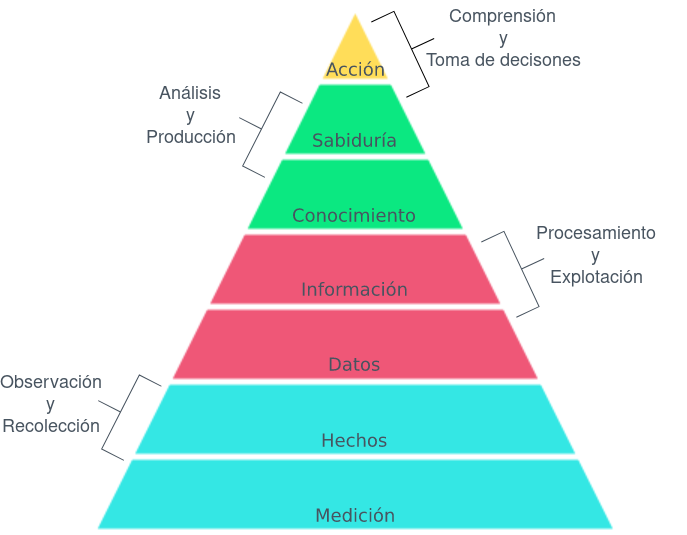 Comprensión
y
Toma de decisiones
Acción
Análisis
y
Producción
Sabiduría
Conocimiento
Procesamiento
y
Explotación
Información
Datos
Observación
y
Recolección
Hechos
Medición